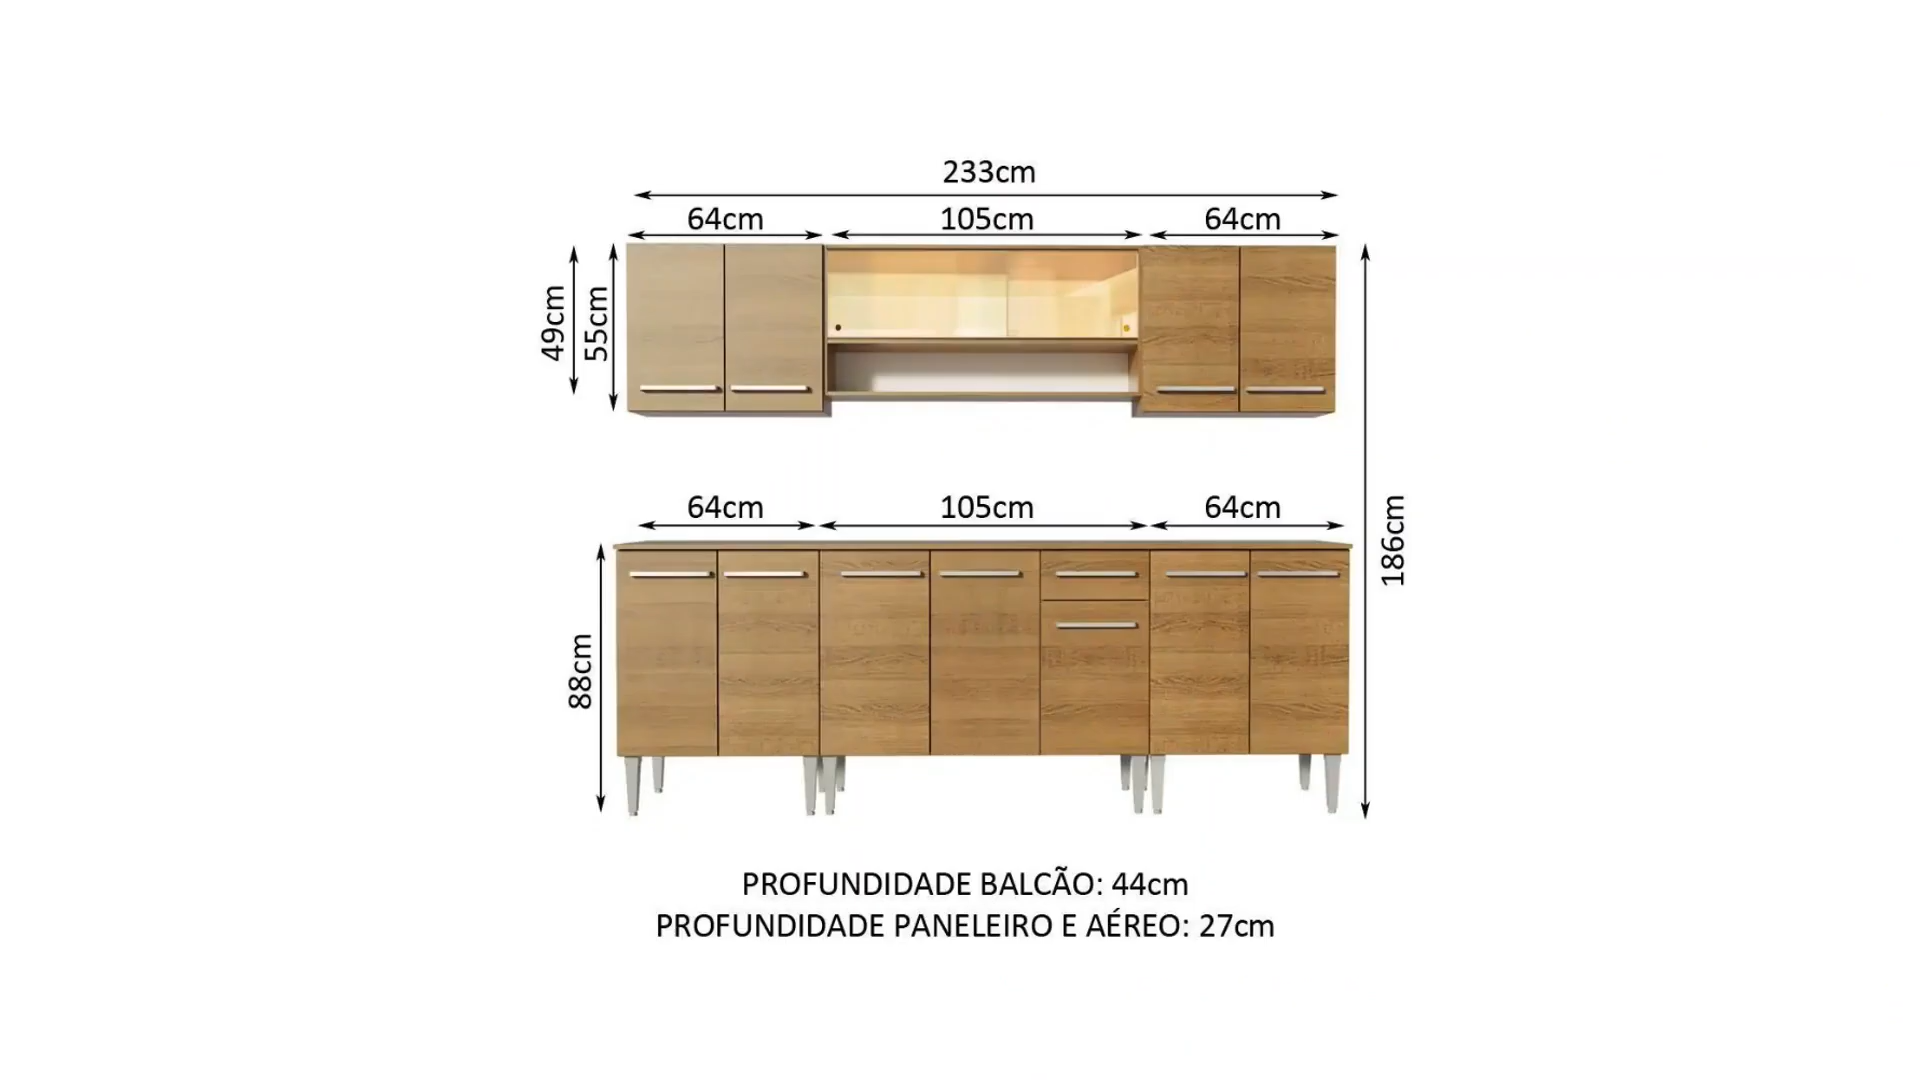 233cm
64cm
105cm
64cm
49cm
55cm
64cm
105cm
64cm
186cm
88cm
PROFUNDIDADE BALCÃO: 44cm
PROFUNDIDADE PANELEIRO E AÉREO: 27cm